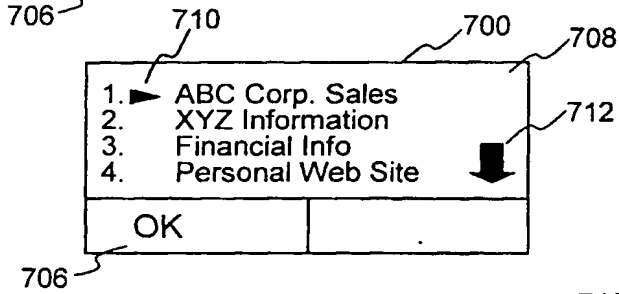 706
710
700
708
1. ABC Corp. Sales
2. XYZ Information
712
3. Financial Info
4. Personal Web Site
OK
706